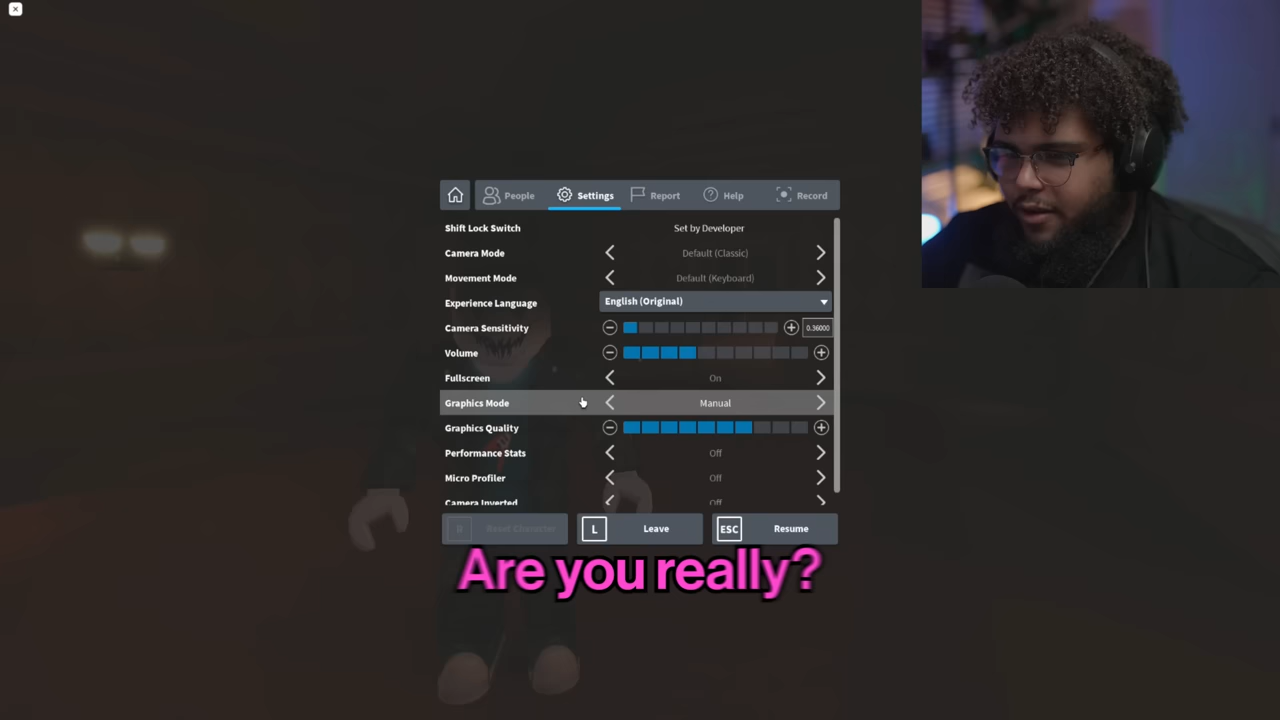 People
Settings
Report
Help
Record
Shift Lock Switch
Set by Developer
Camera Mode
Default (Classic)
Movement Mode
Default (Keyboard)
Experience Language
English (Original)
Camera Sensitivity
0.36000
Volume
Fullscreen
On
Graphics Mode
Manual
Graphics Quality
Performance Stats
Off
Micro Profiler
Off
Camera Inverted
Off
R
Reset Character
L
Leave
ESC
Resume
Are you really?